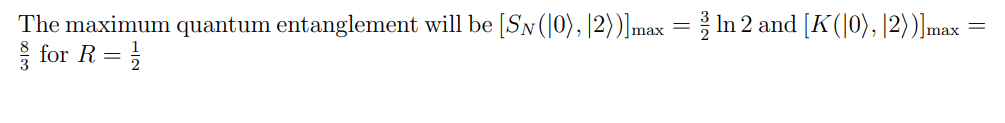 The maximum quantum entanglement will be [S_N(|0⟩, |2⟩)]_max = 3/2 ln 2 and [K(|0⟩, |2⟩)]_max =
8/3 for R = 1/2